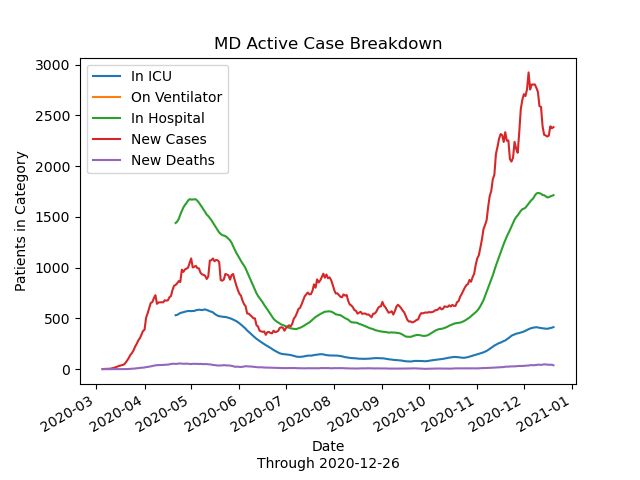 MD Active Case Breakdown
Patients in Category
3000
2500
2000
1500
1000
500
0
In ICU
On Ventilator
In Hospital
New Cases
New Deaths
2020-03
2020-04
2020-05
2020-06
2020-07
2020-08
2020-09
2020-10
2020-11
2020-12
2021-01
Date
Through 2020-12-26